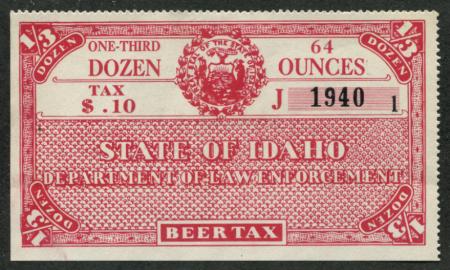 1/3 DOZEN
1/3 DOZEN
ONE-THIRD
DOZEN
64
OUNCES
TAX
$ .10
J 1940 1
STATE OF IDAHO
DEPARTMENT OF LAW ENFORCEMENT
1/3 DOZEN
1/3 DOZEN
BEER TAX